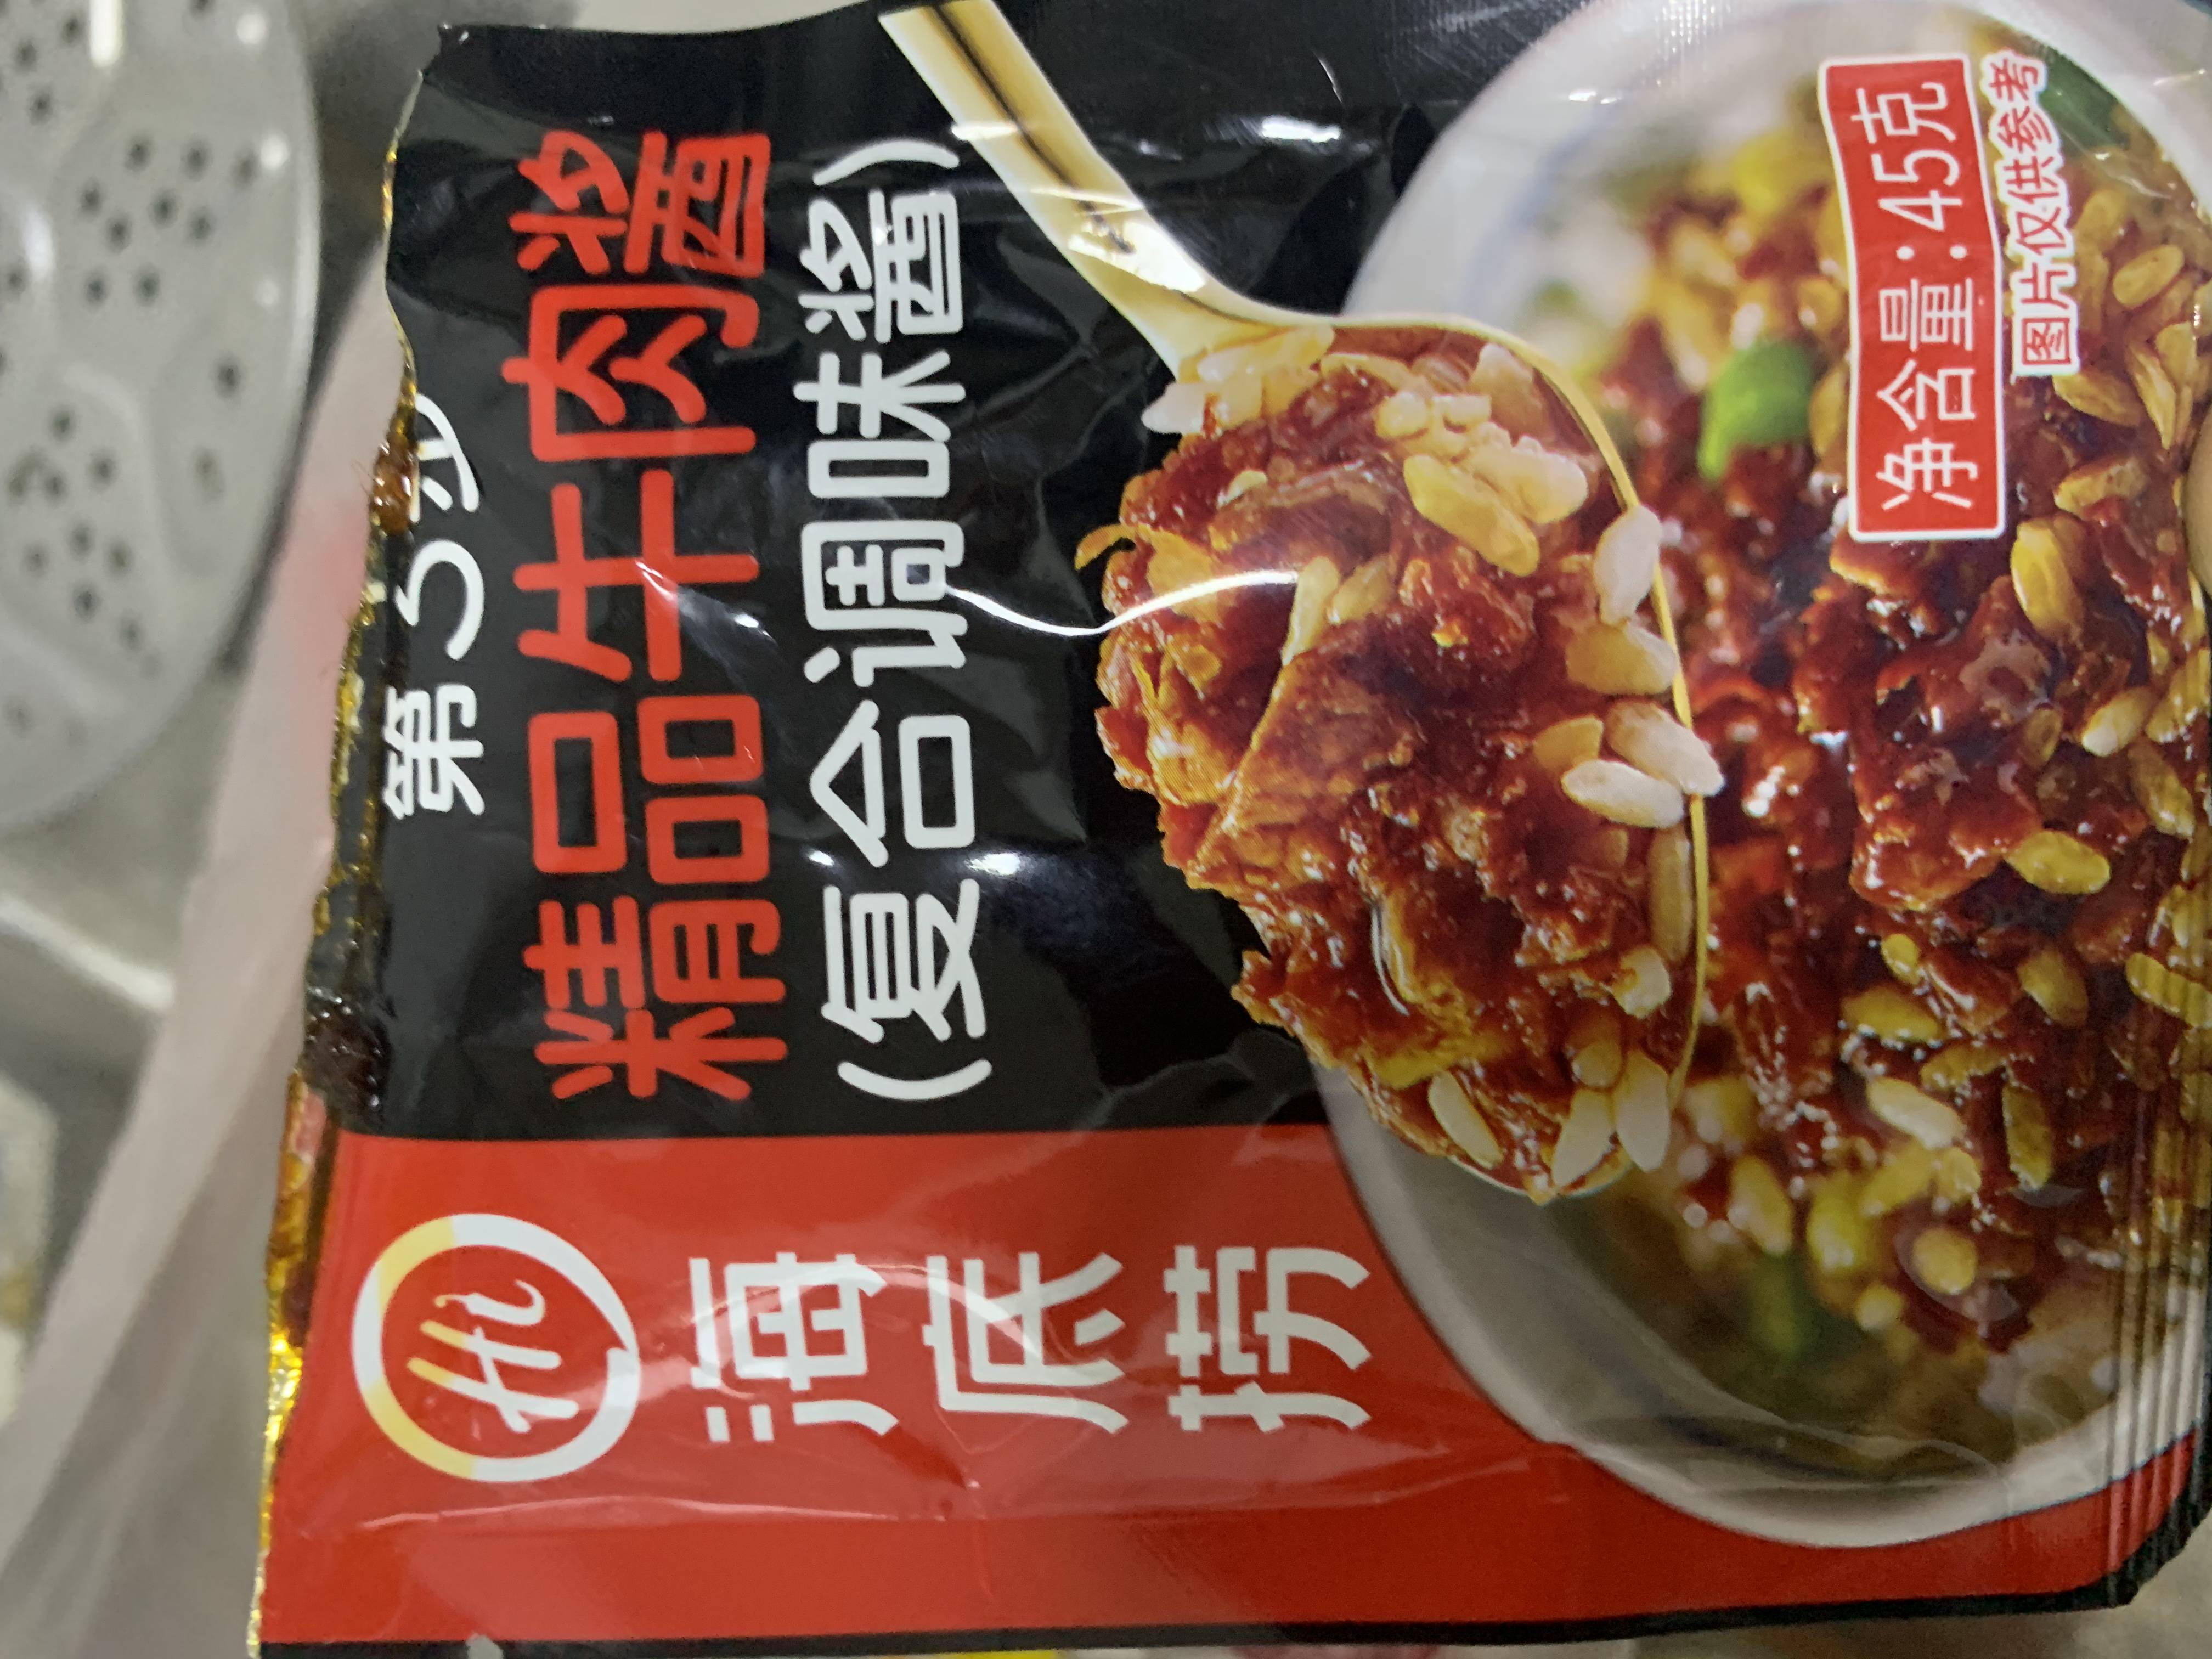 Hi
海底捞
第3步
精品牛肉酱
(复合调味酱)
净含量:45克
图片仅供参考